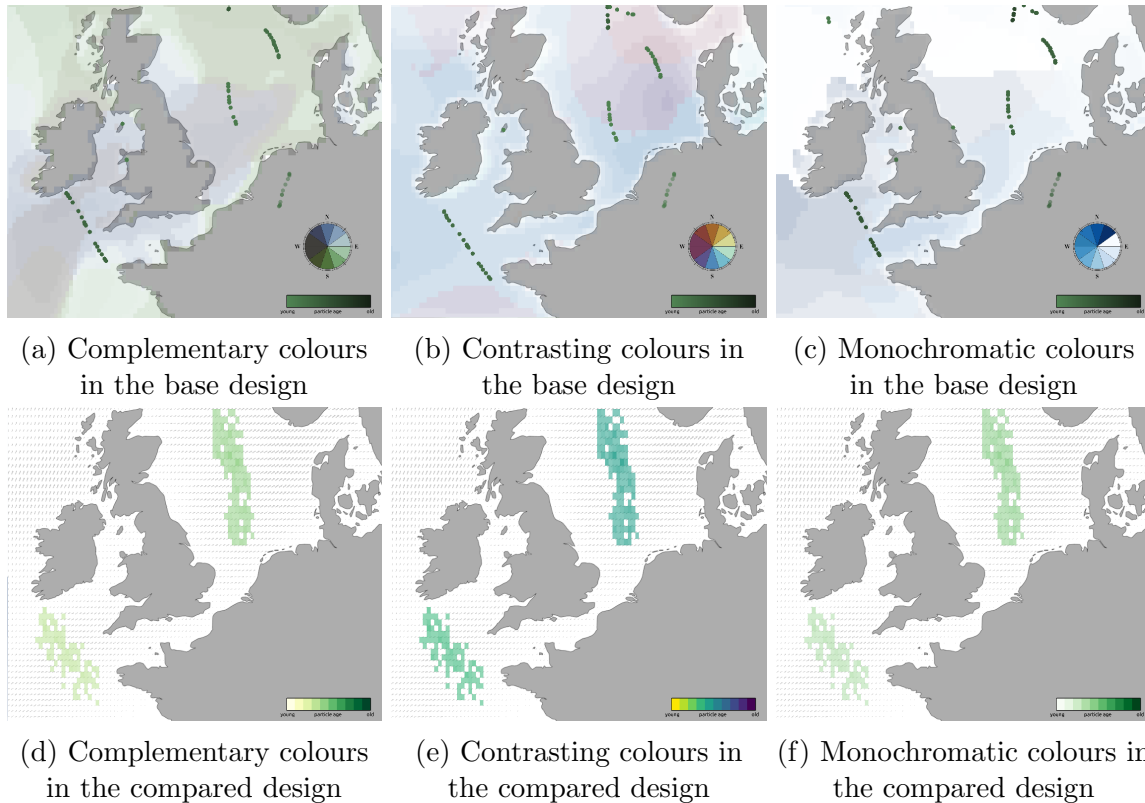 N
W E
S
young particle age old
N
W E
S
young particle age old
N
W E
S
young particle age old
(a) Complementary colours
in the base design
(b) Contrasting colours in
the base design
(c) Monochromatic colours
in the base design
young particle age old
young particle age old
young particle age old
(d) Complementary colours
in the compared design
(e) Contrasting colours in
the compared design
(f) Monochromatic colours in
the compared design